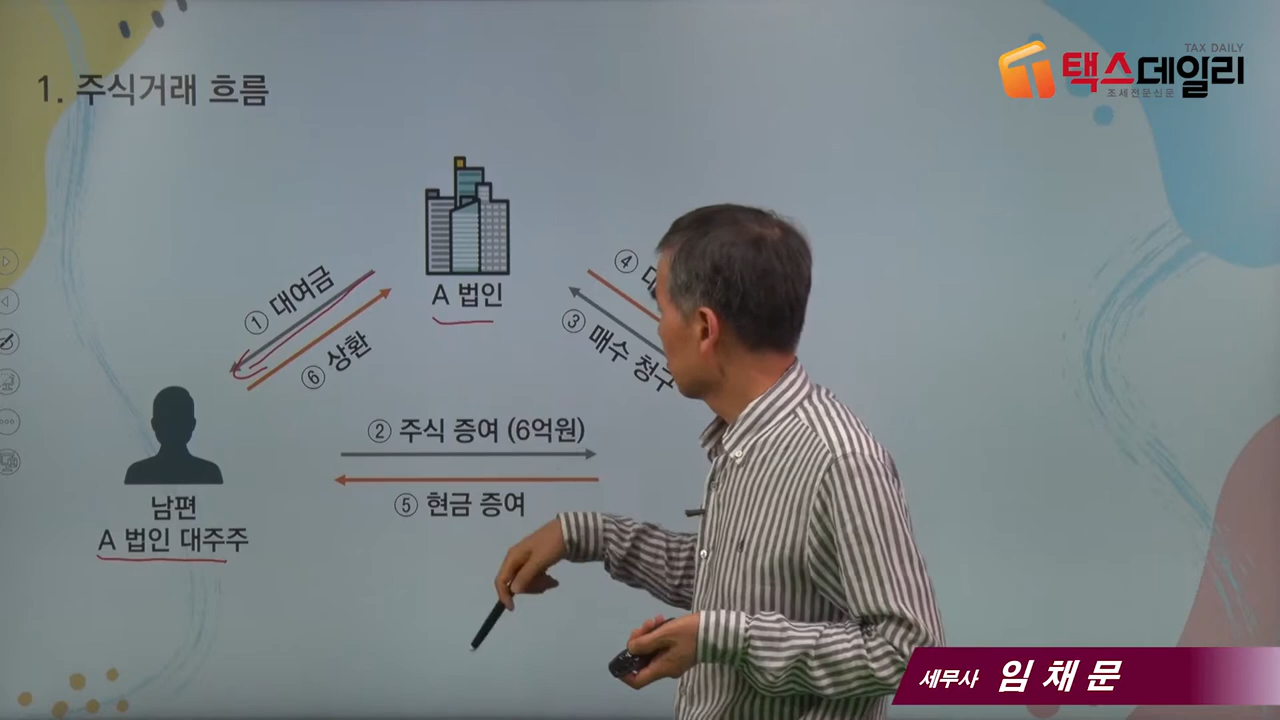 1. 주식거래 흐름
TAX DAILY
택스데일리
조세전문신문
A 법인
① 대여금
⑥ 상환
④
③ 매수 청구
② 주식 증여 (6억원)
⑤ 현금 증여
남편
A 법인 대주주
세무사 임채문